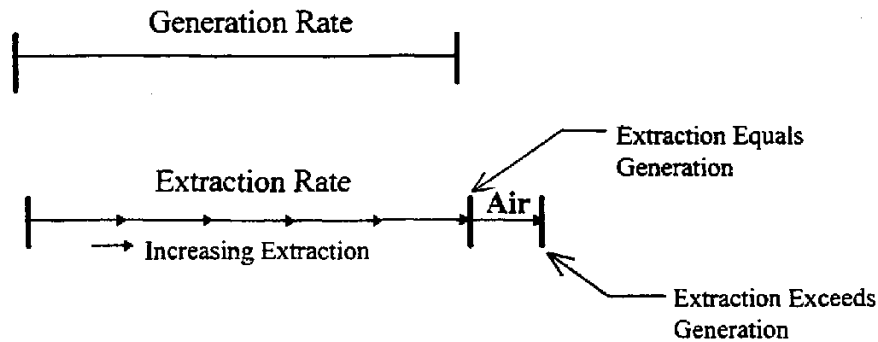 Generation Rate
Extraction Equals
Generation
Extraction Rate
Air
Increasing Extraction
Extraction Exceeds
Generation